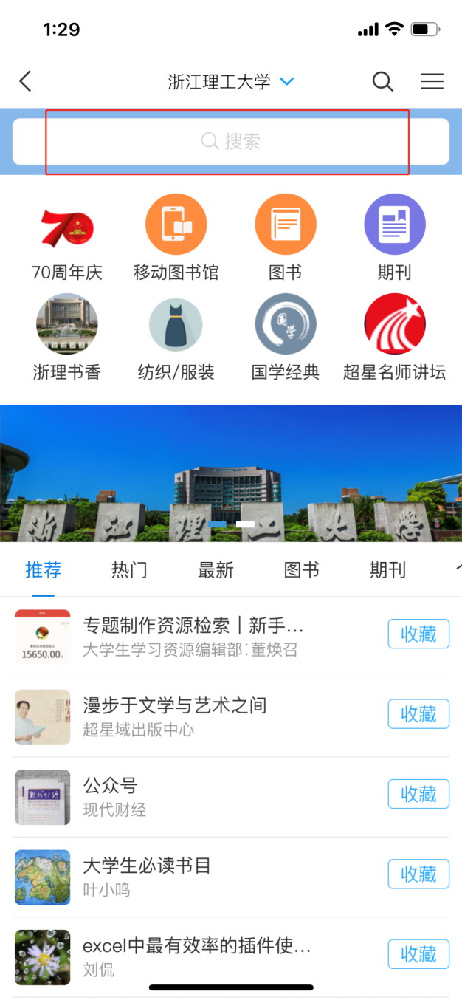 1:29
浙江理工大学
搜索
70周年庆
移动图书馆
图书
期刊
国学
浙理书香
纺织/服装
国学经典
超星名师讲坛
浙江理工大学
推荐
热门
最新
图书
期刊
专题制作资源检索｜新手...
大学生学习资源编辑部：董焕召
收藏
15650.00
漫步于文学与艺术之间
超星域出版中心
收藏
公众号
现代财经
收藏
大学生必读书目
叶小鸣
收藏
excel中最有效率的插件使...
刘侃
收藏